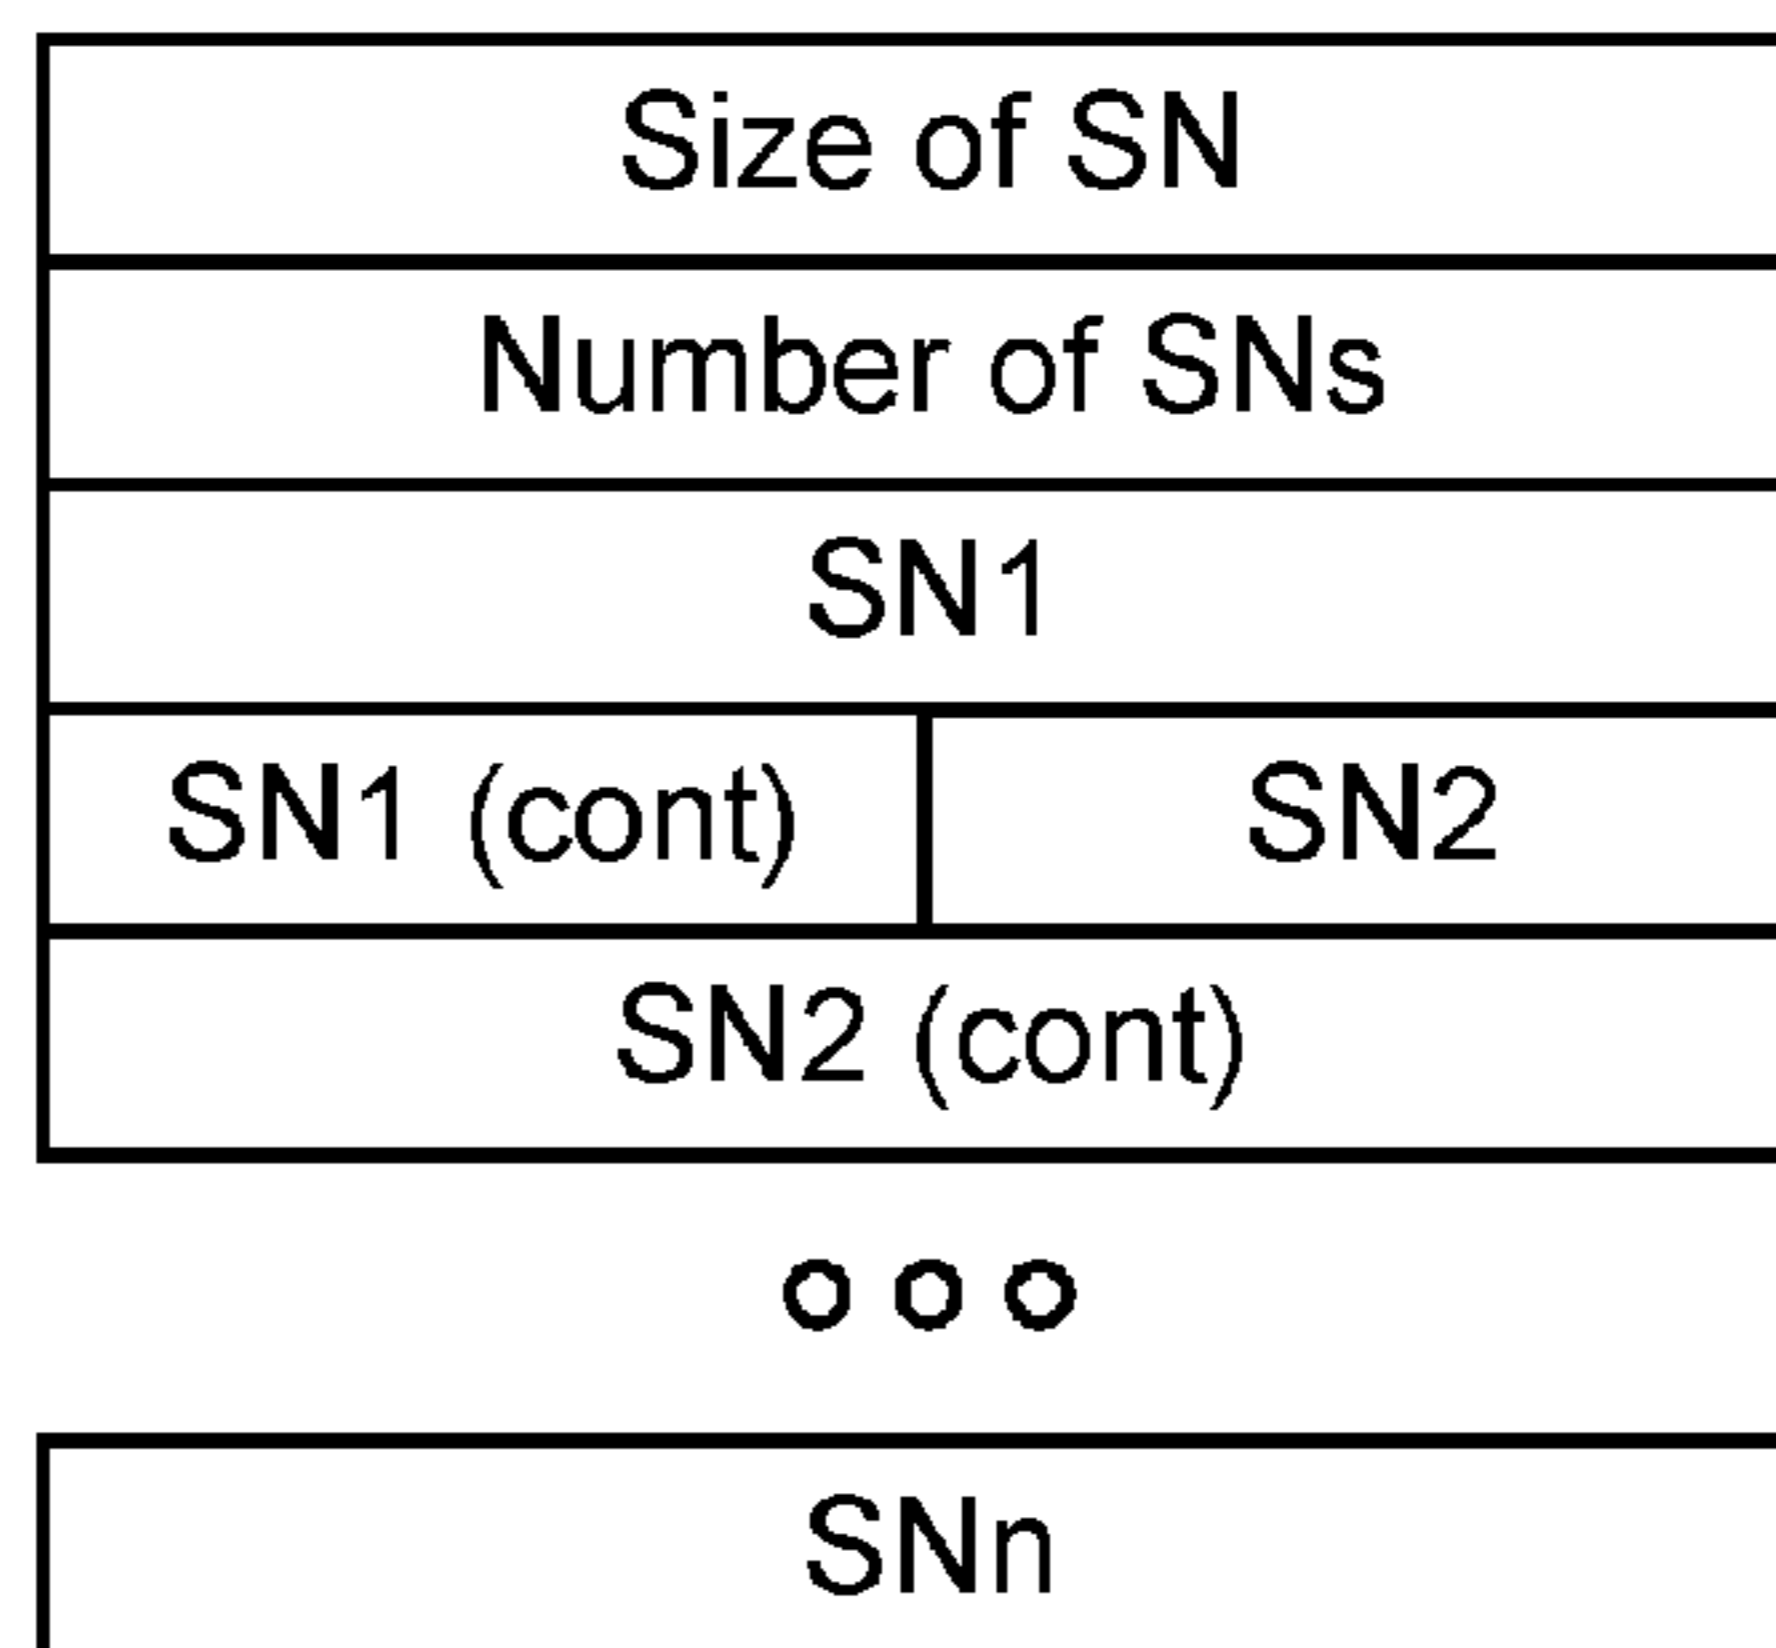 Size of SN
Number of SNs
SN1
SN1 (cont) SN2
SN2 (cont)
SNn